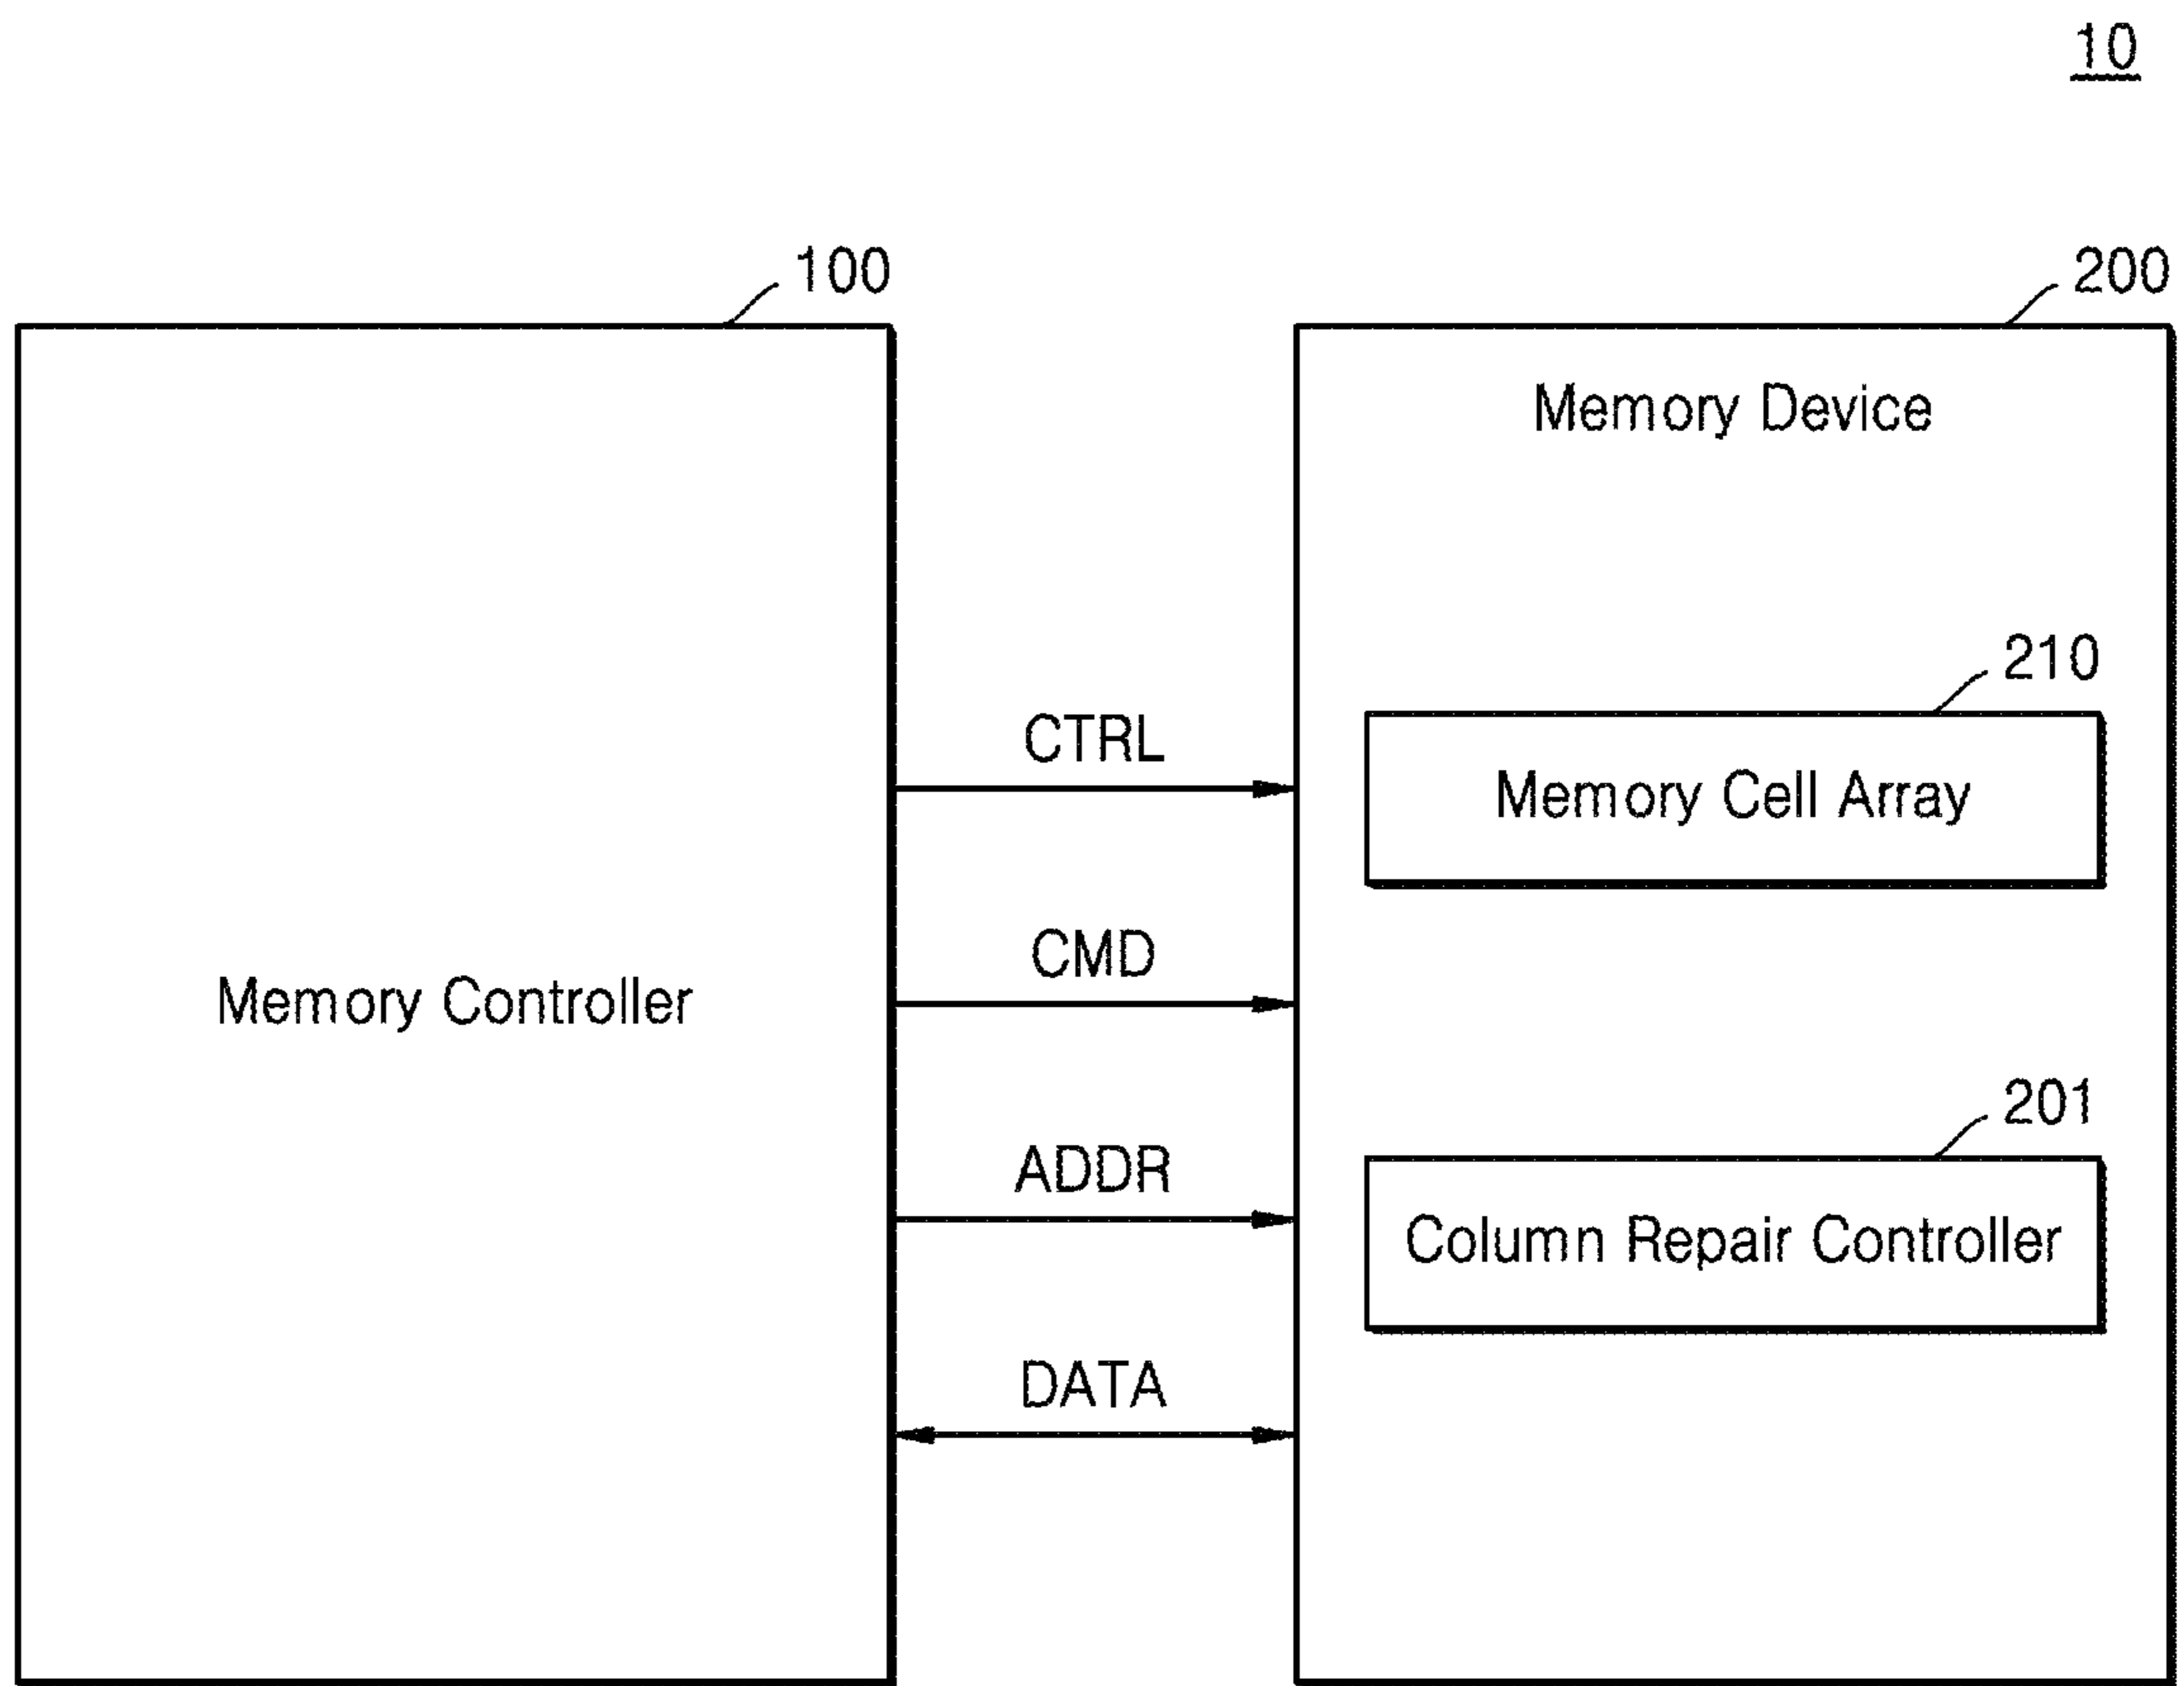 10
100
200
Memory Device
210
CTRL
Memory Cell Array
CMD
Memory Controller
201
ADDR
Column Repair Controller
DATA